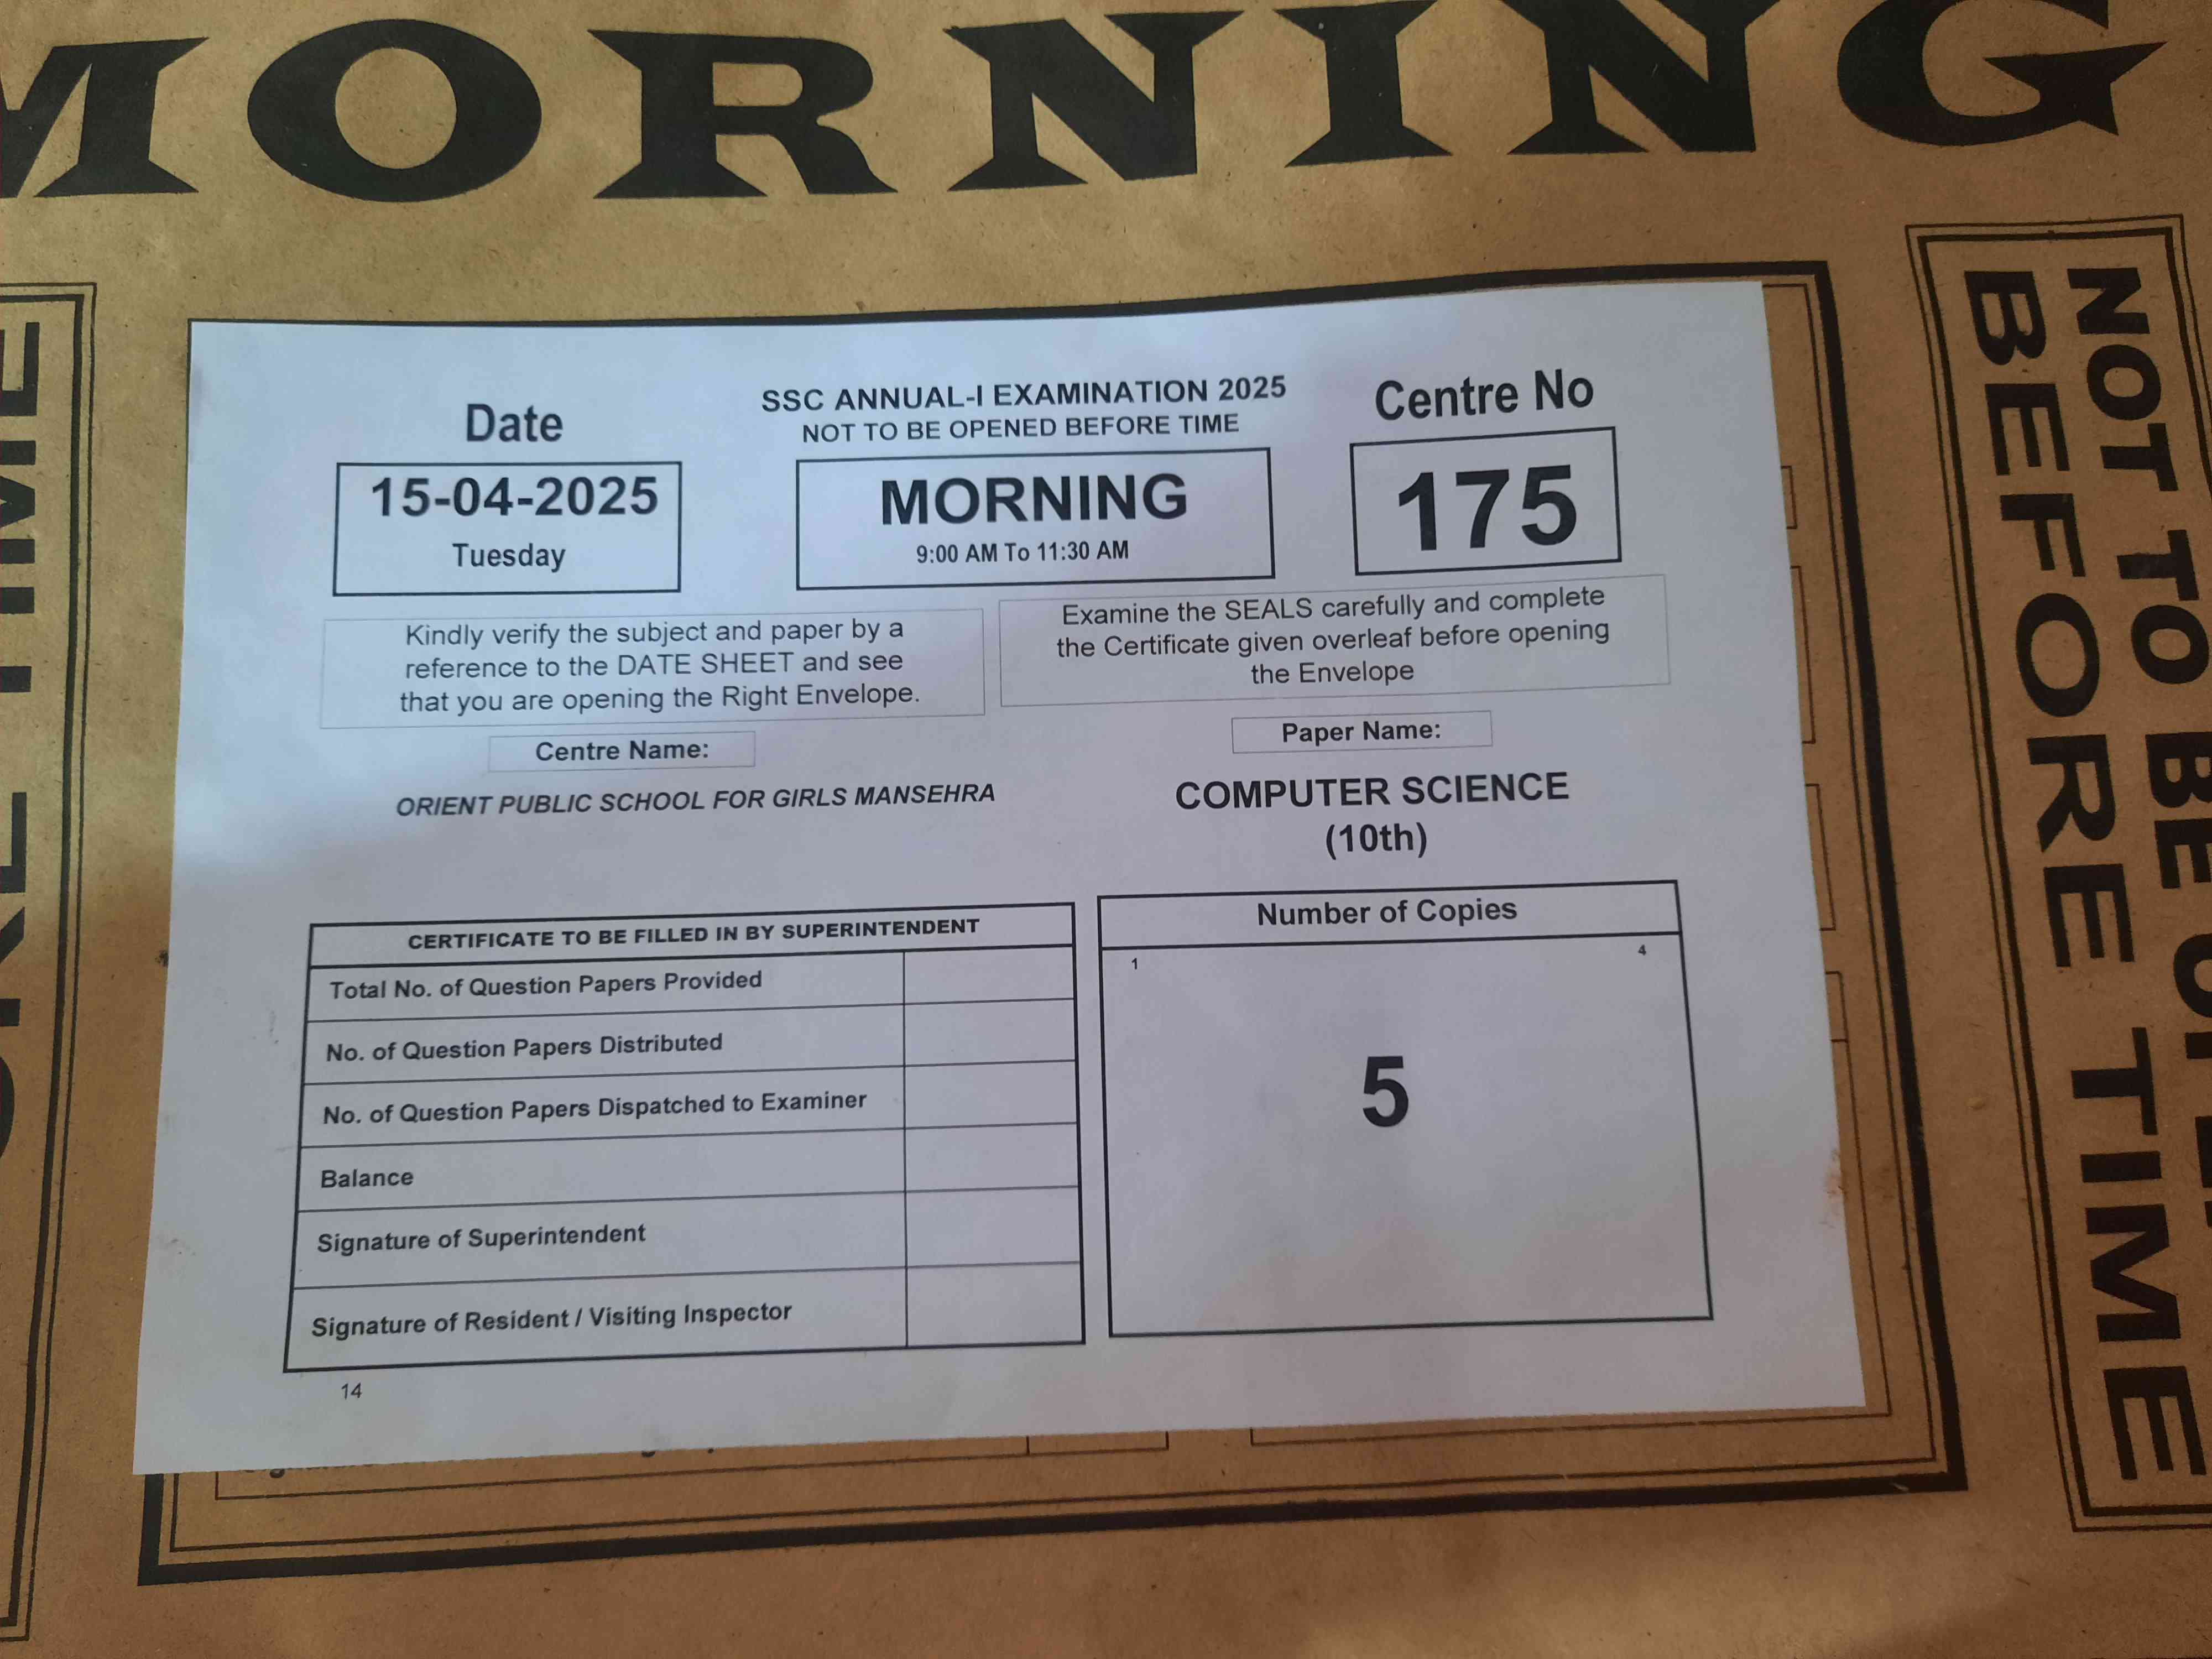 MORNING
NOT TO BE
BEFORE TIME
SSC ANNUAL-I EXAMINATION 2025
NOT TO BE OPENED BEFORE TIME
Date
15-04-2025
Tuesday
MORNING
9:00 AM To 11:30 AM
Centre No
175
Kindly verify the subject and paper by a
reference to the DATE SHEET and see
that you are opening the Right Envelope.
Examine the SEALS carefully and complete
the Certificate given overleaf before opening
the Envelope
Centre Name:
ORIENT PUBLIC SCHOOL FOR GIRLS MANSEHRA
Paper Name:
COMPUTER SCIENCE
(10th)
CERTIFICATE TO BE FILLED IN BY SUPERINTENDENT
Total No. of Question Papers Provided
No. of Question Papers Distributed
No. of Question Papers Dispatched to Examiner
Balance
Signature of Superintendent
Signature of Resident / Visiting Inspector
Number of Copies
1
4
5
14